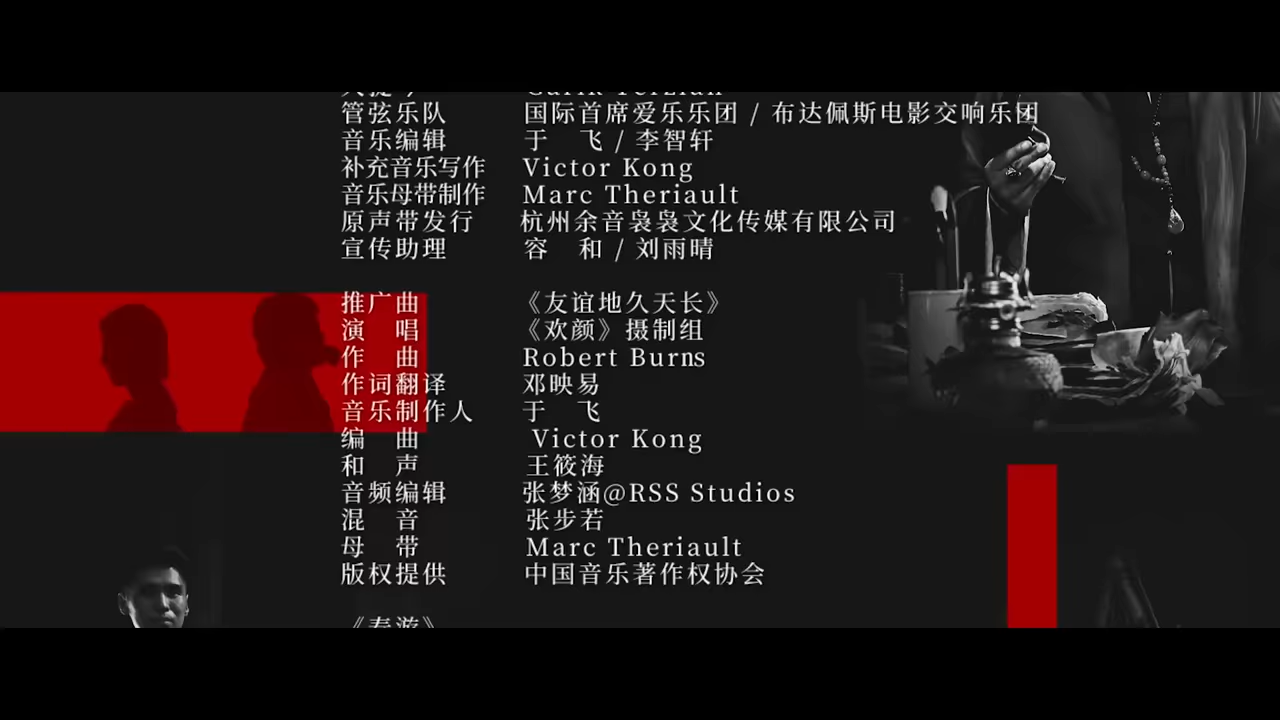 管弦乐队 国际首席爱乐乐团 / 布达佩斯电影交响乐团
音乐编辑 于 飞 / 李智轩
补充音乐写作 Victor Kong
音乐母带制作 Marc Theriault
原声带发行 杭州余音袅袅文化传媒有限公司
宣传助理 容 和 / 刘雨晴
推广曲 《友谊地久天长》
演 唱 《欢颜》摄制组
作 曲 Robert Burns
作词翻译 邓映易
音乐制作人 于 飞
编 曲 Victor Kong
和 声 王筱海
音频编辑 张梦涵@RSS Studios
混 音 张步若
母 带 Marc Theriault
版权提供 中国音乐著作权协会